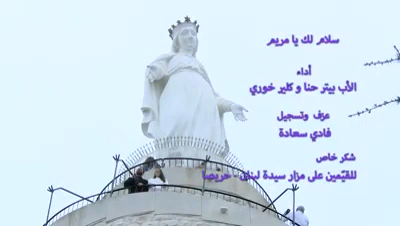 سلام لك يا مريم
أداء
الأب بيتر حنا و كلير خوري
عزف وتسجيل
فادي سعادة
شكر خاص
للقيّمين على مزار سيدة لبنان - حريصا